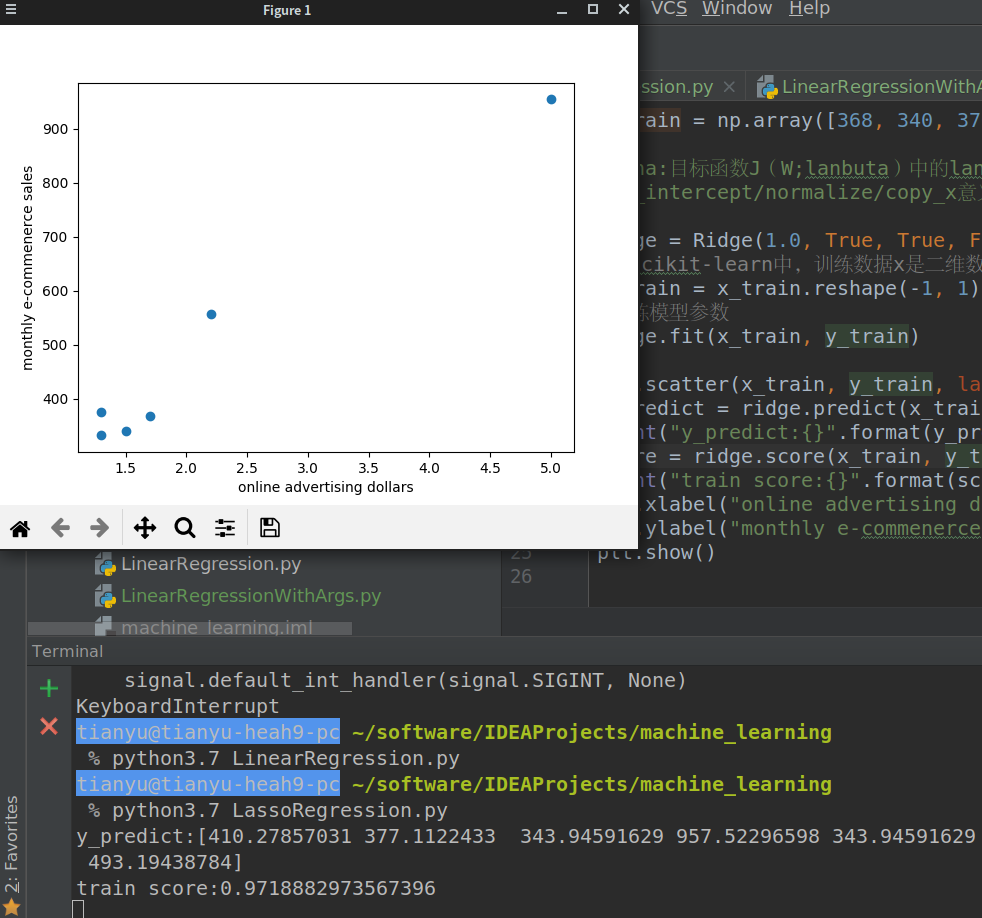 Figure 1
VCS Window Help
ssion.py
LinearRegressionWithA
900
800
700
600
500
400
monthly e-commenerce sales
1.5 2.0 2.5 3.0 3.5 4.0 4.5 5.0
online advertising dollars
rain = np.array([368, 340, 37
ha:目标函数J（W;lanbuta）中的lan
_intercept/normalize/copy_x意
ge = Ridge(1.0, True, True, F
cikit-learn中, 训练数据x是二维数
rain = x_train.reshape(-1, 1)
练模型参数
ge.fit(x_train, y_train)
.scatter(x_train, y_train, la
redict = ridge.predict(x_trai
nt("y_predict:{}".format(y_pr
re = ridge.score(x_train, y_t
nt("train score:{}".format(sc
.xlabel("online advertising d
.ylabel("monthly e-commenerce
25 plt.show()
26
LinearRegression.py
LinearRegressionWithArgs.py
machine_learning.iml
Terminal
signal.default_int_handler(signal.SIGINT, None)
KeyboardInterrupt
tianyu@tianyu-heah9-pc ~/software/IDEAProjects/machine_learning
% python3.7 LinearRegression.py
tianyu@tianyu-heah9-pc ~/software/IDEAProjects/machine_learning
% python3.7 LassoRegression.py
y_predict:[410.27857031 377.1122433  343.94591629 957.52296598 343.94591629
493.19438784]
train score:0.9718882973567396
2: Favorites